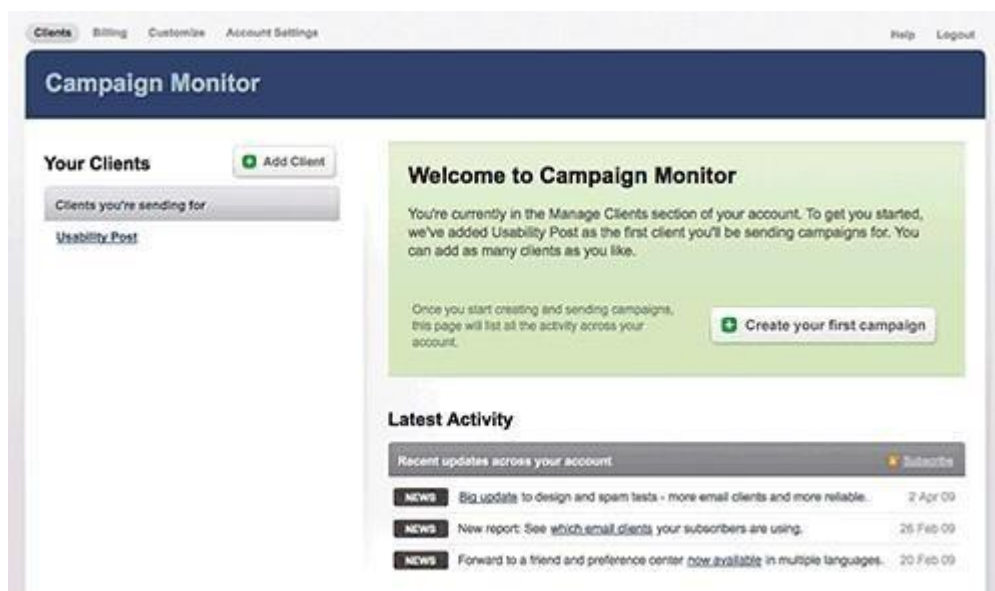 Clients Billing Customize Account Settings
Help Logout
Campaign Monitor
Your Clients
Add Client
Clients you're sending for
Usability Post
Welcome to Campaign Monitor
You're currently in the Manage Clients section of your account. To get you started,
we've added Usability Post as the first client you'll be sending campaigns for. You
can add as many clients as you like.
Once you start creating and sending campaigns,
this page will list all the activity across your
account.
Create your first campaign
Latest Activity
Recent updates across your account
Subscribe
NEWS Big update to design and spam tests - more email clients and more reliable. 2 Apr 09
NEWS New report: See which email clients your subscribers are using. 26 Feb 09
NEWS Forward to a friend and preference center now available in multiple languages. 20 Feb 09